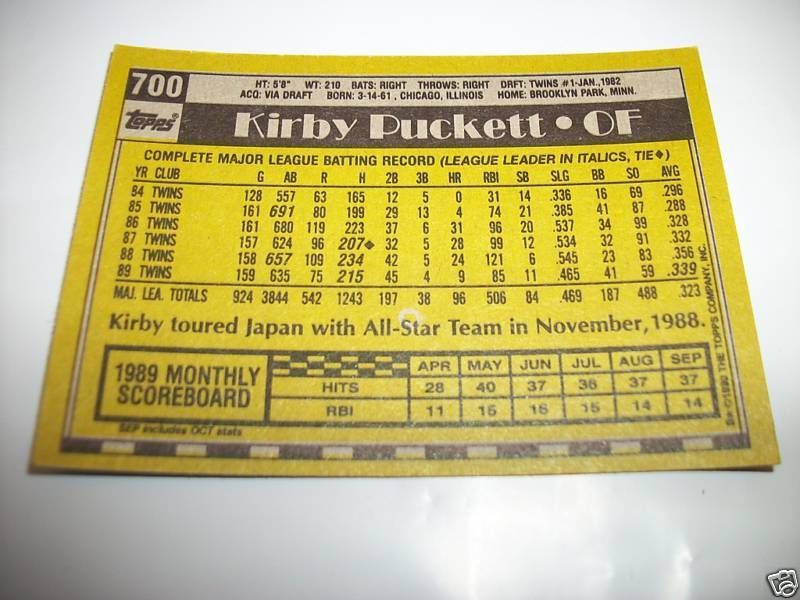 700
HT: 5'8" WT: 210 BATS: RIGHT THROWS: RIGHT DRFT: TWINS #1-JAN., 1982
ACQ: VIA DRAFT BORN: 3-14-61, CHICAGO, ILLINOIS HOME: BROOKLYN PARK, MINN.
TOPPS®
Kirby Puckett • OF
COMPLETE MAJOR LEAGUE BATTING RECORD (LEAGUE LEADER IN ITALICS, TIE◆)
YR CLUB G AB R H 2B 3B HR RBI SB SLG BB SO AVG
84 TWINS 128 557 63 165 12 5 0 31 14 .336 16 69 .296
85 TWINS 161 691 80 199 29 13 4 74 21 .385 41 87 .288
86 TWINS 161 680 119 223 37 6 31 96 20 .537 34 99 .328
87 TWINS 157 624 96 207◆ 32 5 28 99 12 .534 32 91 .332
88 TWINS 158 657 109 234 42 5 24 121 6 .545 23 83 .356
89 TWINS 159 635 75 215 45 4 9 85 11 .465 41 59 .339
MAJ. LEA. TOTALS 924 3844 542 1243 197 38 96 506 84 .469 187 488 .323
Kirby toured Japan with All-Star Team in November, 1988.
1989 MONTHLY SCOREBOARD
APR MAY JUN JUL AUG SEP
HITS 28 40 37 36 37 37
RBI 11 15 16 15 14 14
SEP includes OCT stats
©1990 THE TOPPS COMPANY, INC.